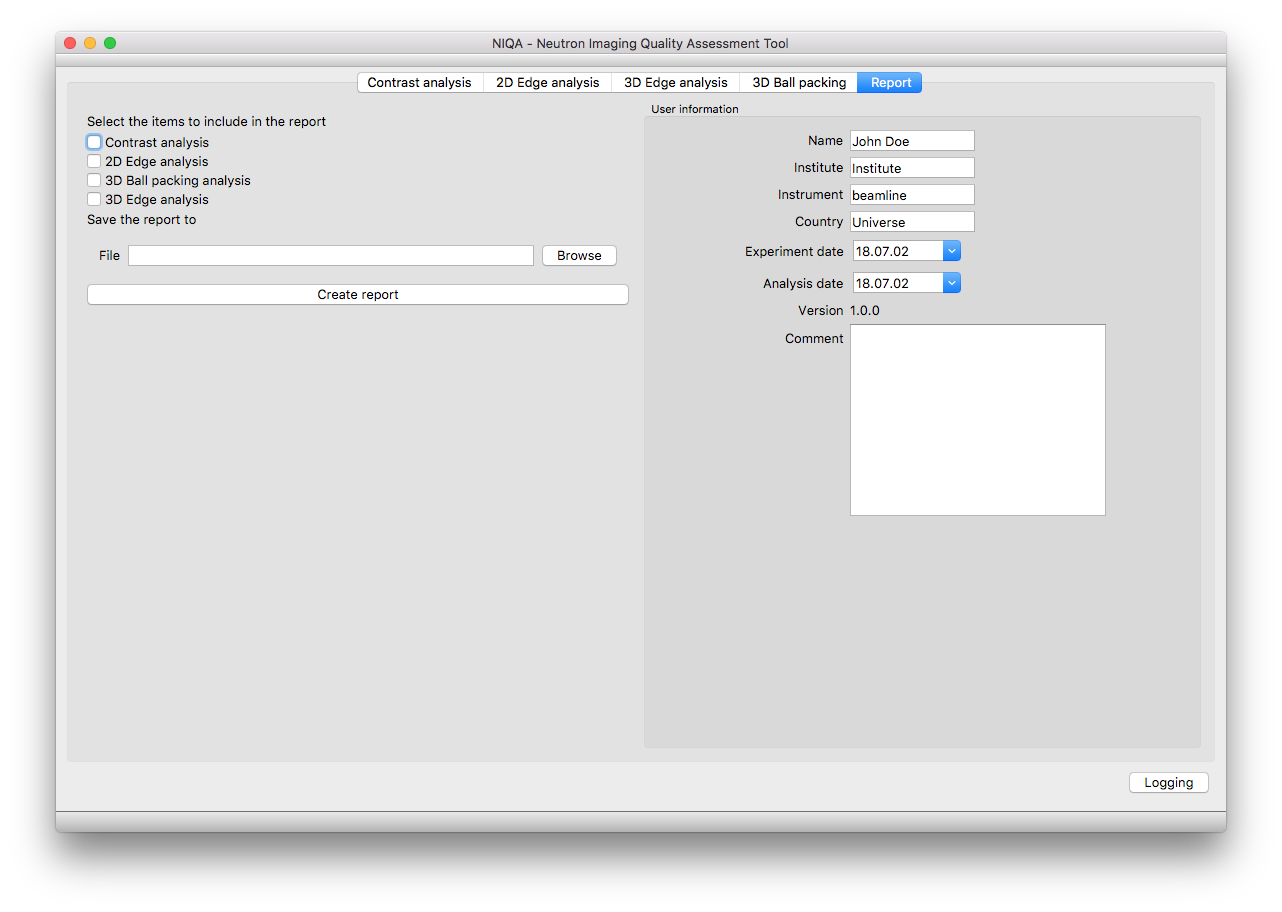 NIQA - Neutron Imaging Quality Assessment Tool
Contrast analysis 2D Edge analysis 3D Edge analysis 3D Ball packing Report
Select the items to include in the report
Contrast analysis
2D Edge analysis
3D Ball packing analysis
3D Edge analysis
Save the report to
File Browse
Create report
User information
Name John Doe
Institute Institute
Instrument beamline
Country Universe
Experiment date 18.07.02
Analysis date 18.07.02
Version 1.0.0
Comment
Logging